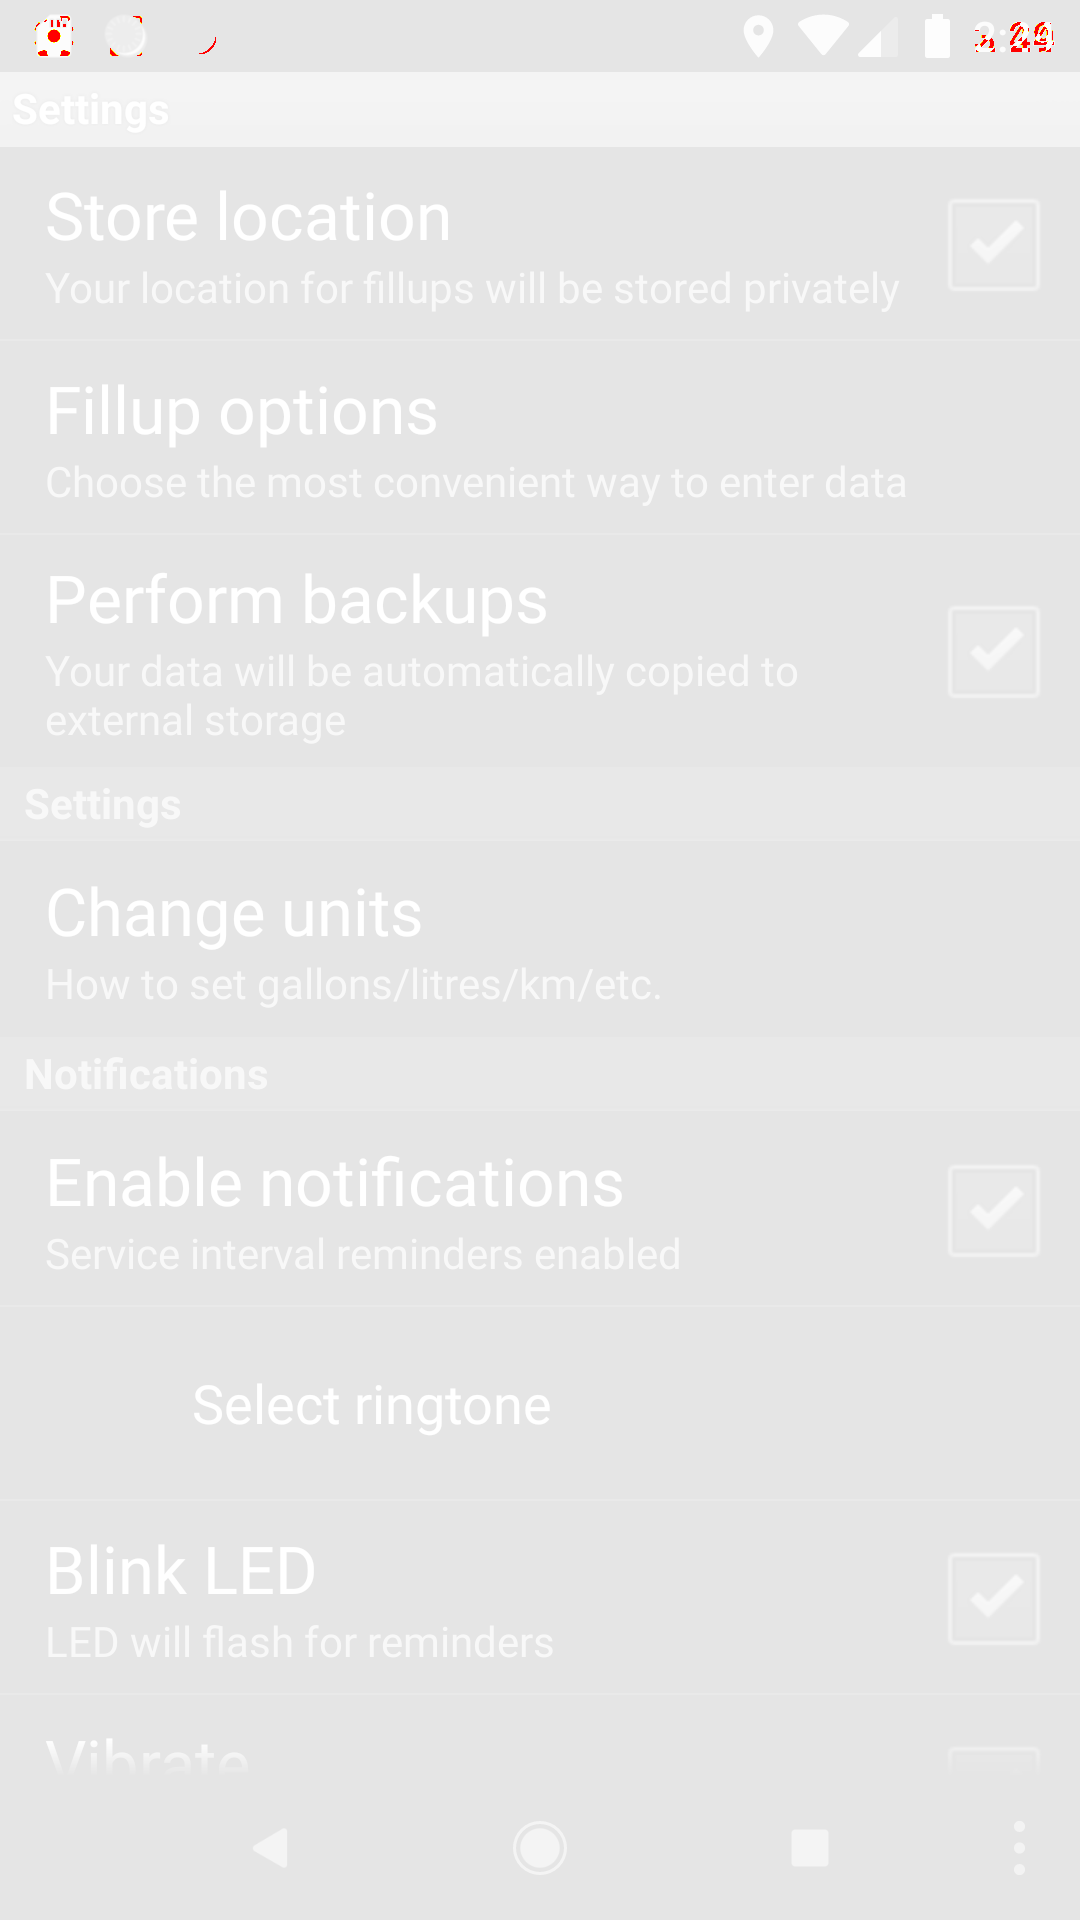 Settings
Store location
Your location for fillups will be stored privately
Fillup options
Choose the most convenient way to enter data
Perform backups
Your data will be automatically copied to
external storage
Settings
Change units
How to set gallons/litres/km/etc.
Notifications
Enable notifications
Service interval reminders enabled
Select ringtone
Blink LED
LED will flash for reminders
Vibrate